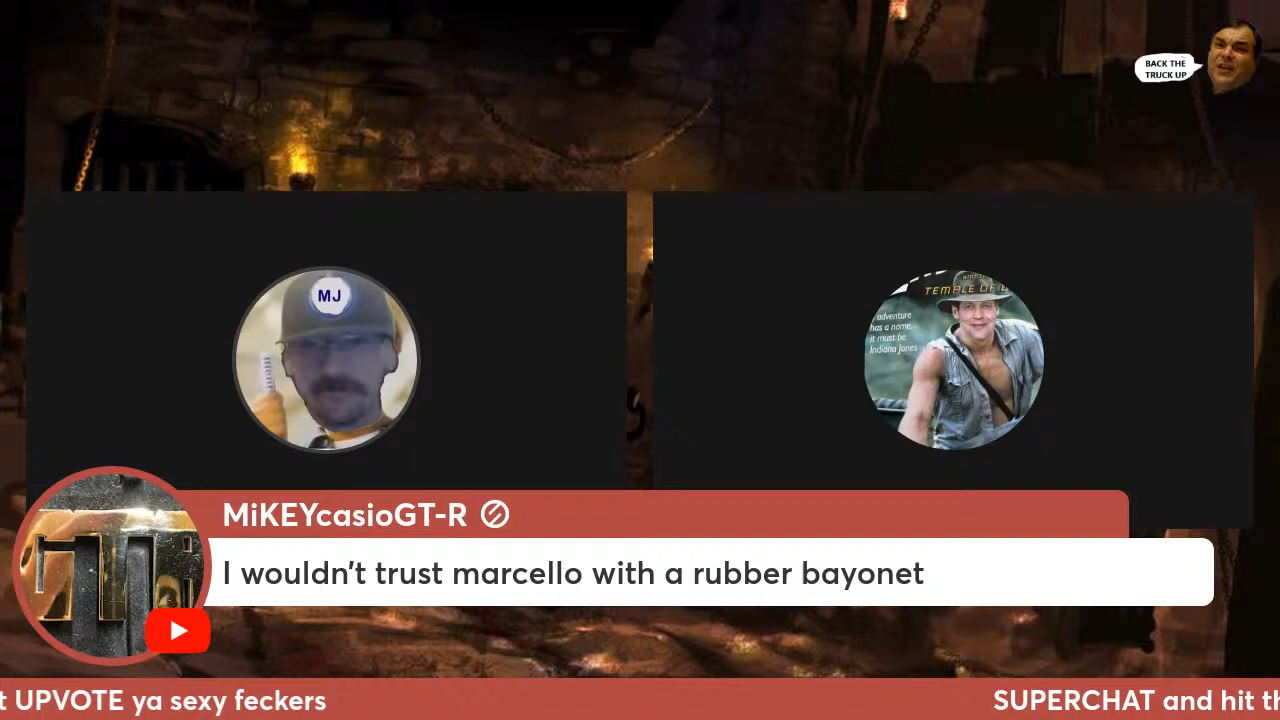 BACK THE
TRUCK UP
MJ
TEMPLE OF
adventure
has a name...
it must be
Indiana Jones
MiKEYcasioGT-R
I wouldn't trust marcello with a rubber bayonet
t UPVOTE ya sexy feckers
SUPERCHAT and hit th